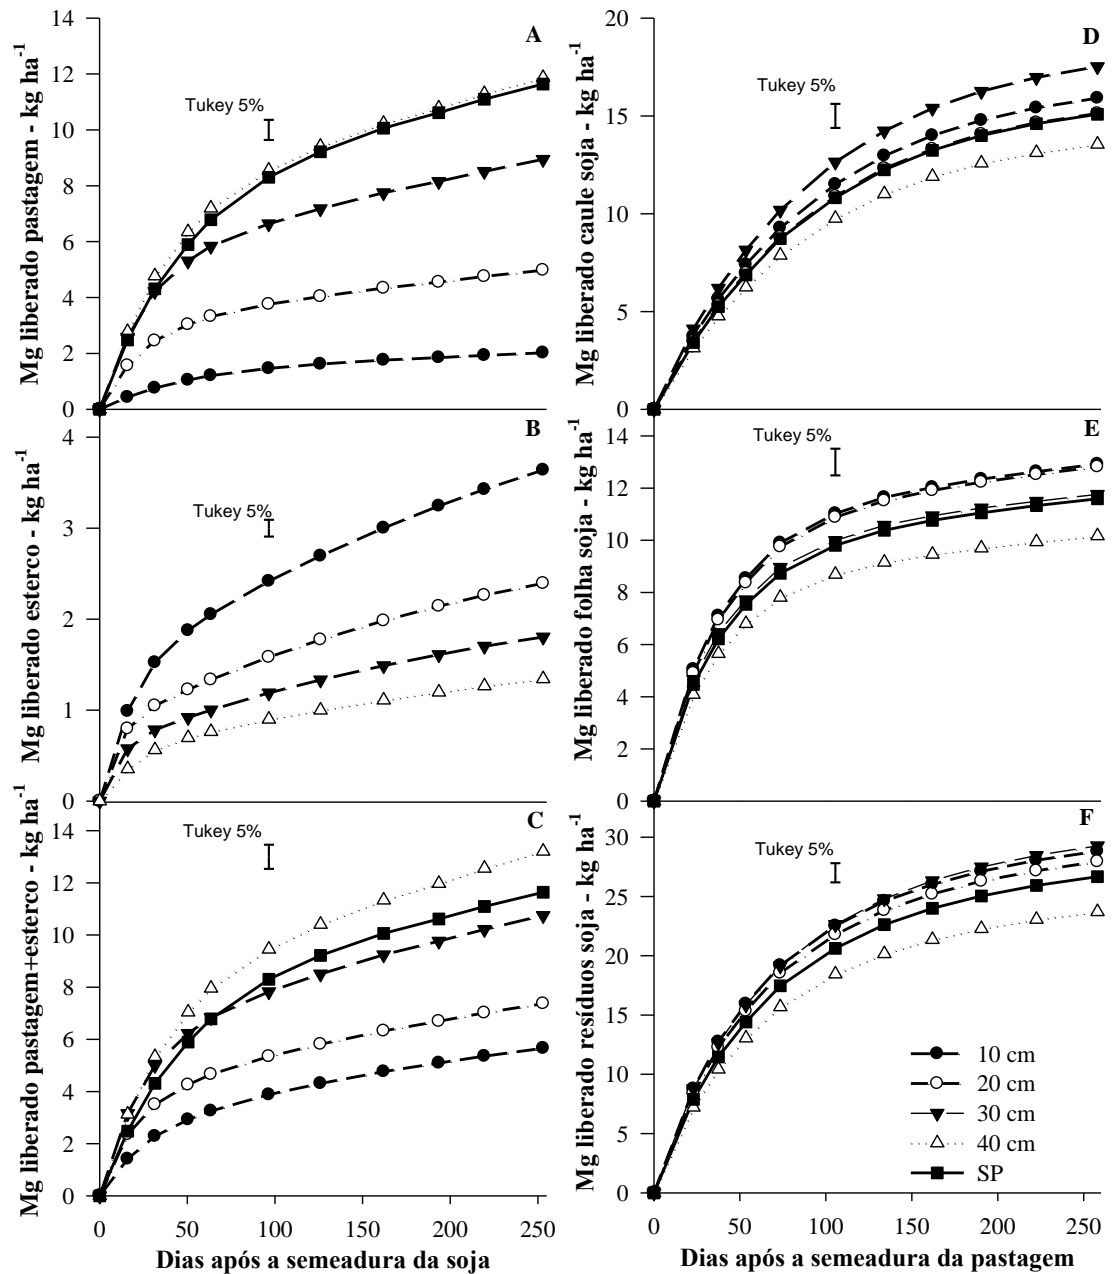 Mg liberado pastagem - kg ha⁻¹
14
12
10
8
6
4
2
0
A
Tukey 5%
Mg liberado esterco - kg ha⁻¹
4
3
2
1
0
B
Tukey 5%
Mg liberado pastagem+esterco - kg ha⁻¹
14
12
10
8
6
4
2
0
C
Tukey 5%
0 50 100 150 200 250
Dias após a semeadura da soja
Mg liberado caule soja - kg ha⁻¹
20
15
10
5
0
D
Tukey 5%
Mg liberado folha soja - kg ha⁻¹
14
12
10
8
6
4
2
0
E
Tukey 5%
Mg liberado resíduos soja - kg ha⁻¹
30
25
20
15
10
5
0
F
Tukey 5%
10 cm
20 cm
30 cm
40 cm
SP
0 50 100 150 200 250
Dias após a semeadura da pastagem